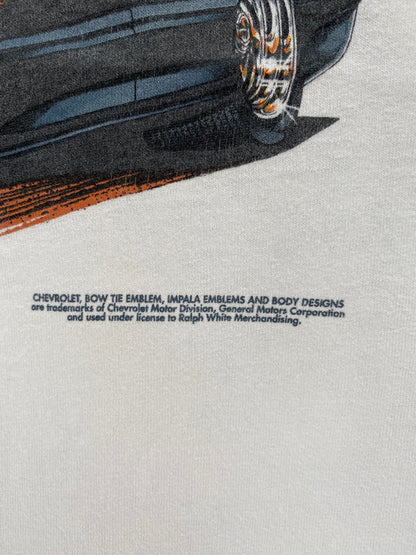 CHEVROLET, BOW TIE EMBLEM, IMPALA EMBLEMS AND BODY DESIGNS
are trademarks of Chevrolet Motor Division, General Motors Corporation
and used under license to Ralph White Merchandising.